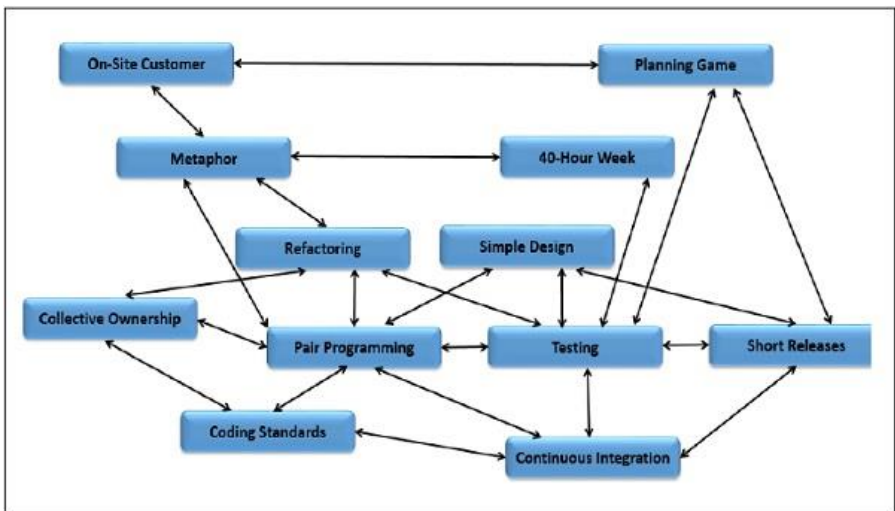 On-Site Customer
Planning Game
Metaphor
40-Hour Week
Refactoring
Simple Design
Collective Ownership
Pair Programming
Testing
Short Releases
Coding Standards
Continuous Integration